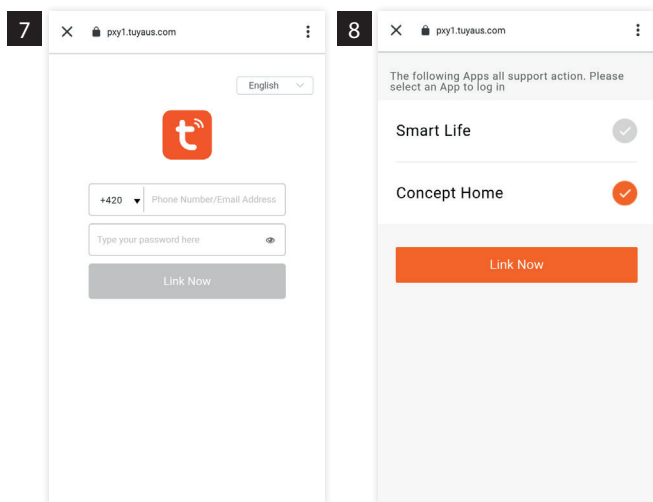 7
pxy1.tuyaus.com
English
t
+420 Phone Number/Email Address
Type your password here
Link Now
8
pxy1.tuyaus.com
The following Apps all support action. Please
select an App to log in
Smart Life
Concept Home
Link Now